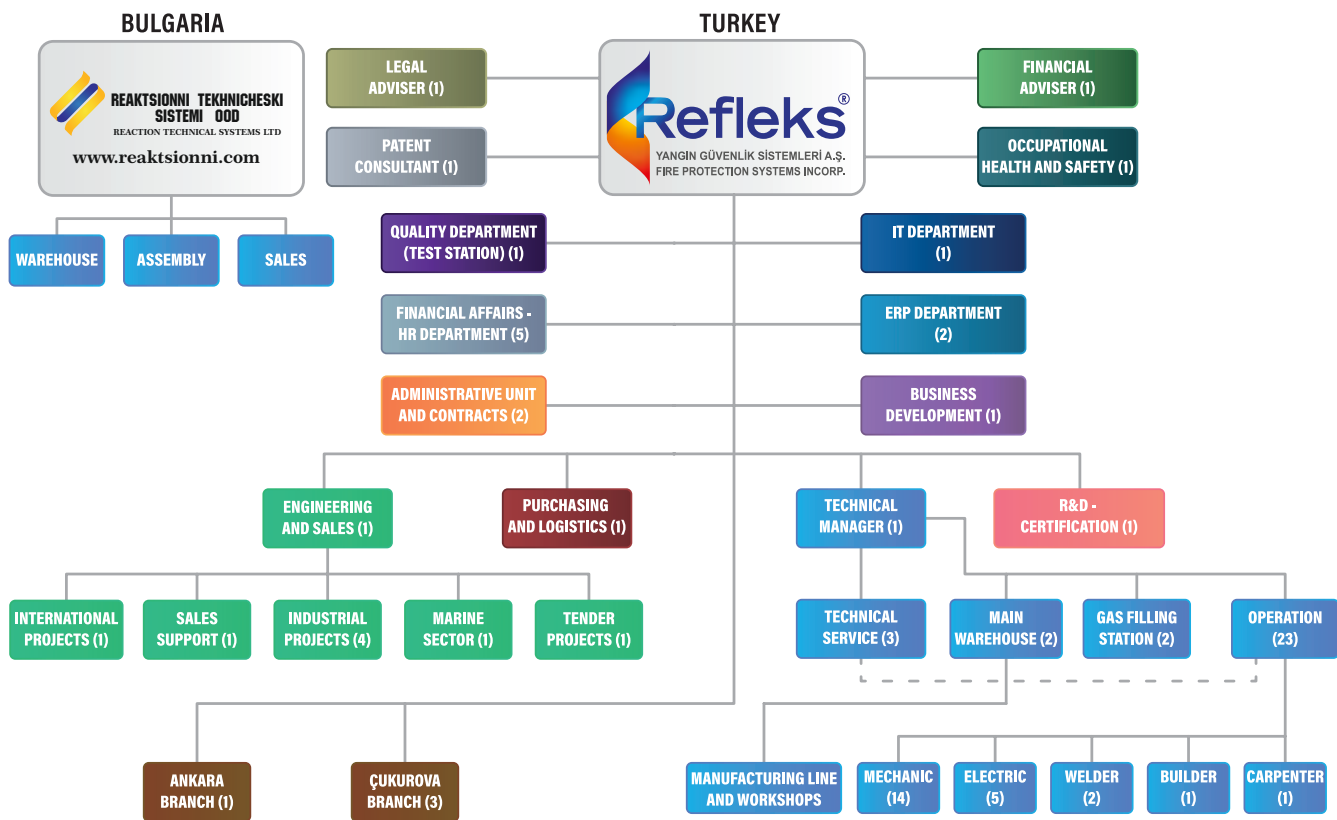 BULGARIA
REAKTSIONNI TEKHNICHESKI
SISTEMI OOD
REACTION TECHNICAL SYSTEMS LTD
www.reaktsionni.com
WAREHOUSE
ASSEMBLY
SALES
TURKEY
Refleks®
YANGIN GÜVENLİK SİSTEMLERİ A.Ş.
FIRE PROTECTION SYSTEMS INCORP.
LEGAL
ADVISER (1)
FINANCIAL
ADVISER (1)
PATENT
CONSULTANT (1)
OCCUPATIONAL
HEALTH AND SAFETY (1)
QUALITY DEPARTMENT
(TEST STATION) (1)
IT DEPARTMENT
(1)
FINANCIAL AFFAIRS -
HR DEPARTMENT (5)
ERP DEPARTMENT
(2)
ADMINISTRATIVE UNIT
AND CONTRACTS (2)
BUSINESS
DEVELOPMENT (1)
ENGINEERING
AND SALES (1)
PURCHASING
AND LOGISTICS (1)
TECHNICAL
MANAGER (1)
R&D -
CERTIFICATION (1)
INTERNATIONAL
PROJECTS (1)
SALES
SUPPORT (1)
INDUSTRIAL
PROJECTS (4)
MARINE
SECTOR (1)
TENDER
PROJECTS (1)
TECHNICAL
SERVICE (3)
MAIN
WAREHOUSE (2)
GAS FILLING
STATION (2)
OPERATION
(23)
ANKARA
BRANCH (1)
ÇUKUROVA
BRANCH (3)
MANUFACTURING LINE
AND WORKSHOPS
MECHANIC
(14)
ELECTRIC
(5)
WELDER
(2)
BUILDER
(1)
CARPENTER
(1)